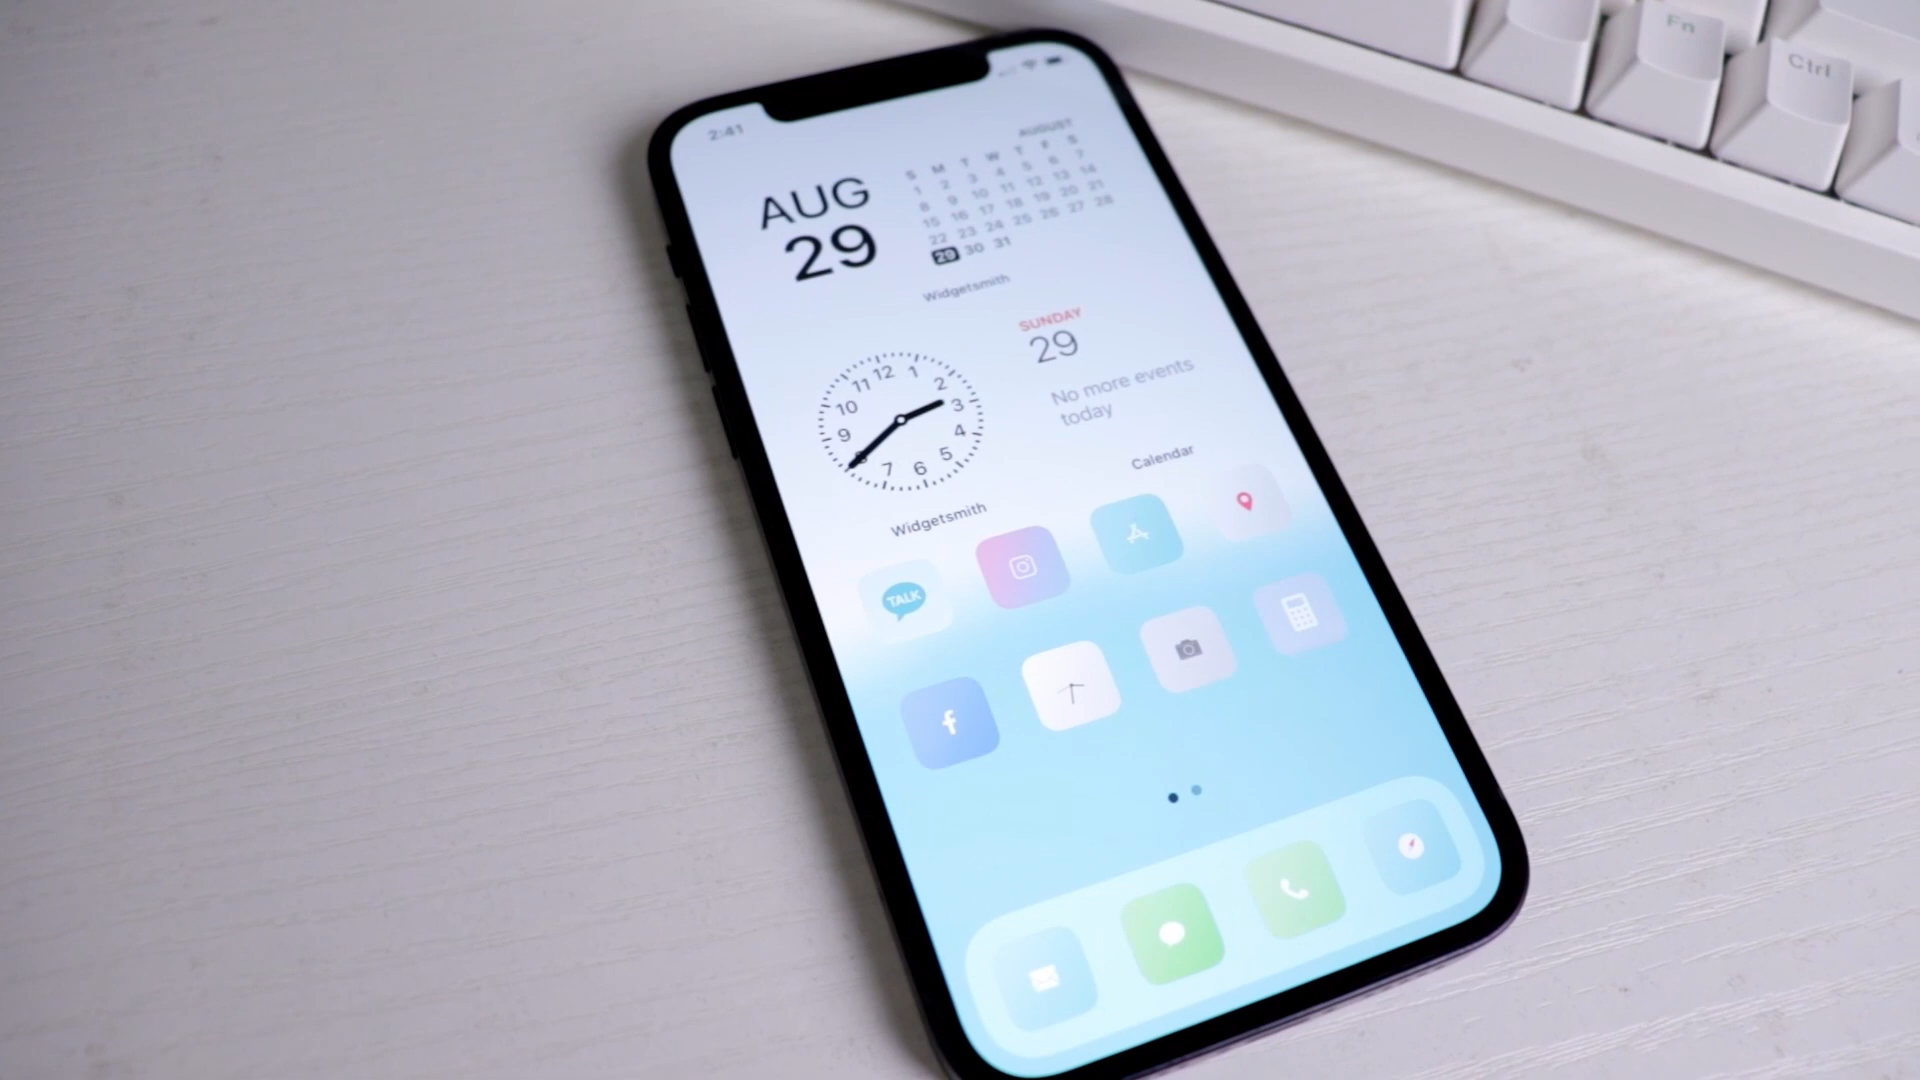 Fn
Ctrl
2:41
AUG
29
AUGUST
S M T W T F S
1 2 3 4 5 6 7
8 9 10 11 12 13 14
15 16 17 18 19 20 21
22 23 24 25 26 27 28
29 30 31
Widgetsmith
SUNDAY
29
No more events
today
Calendar
11 12 1
10 2
9 3
4
7 6 5
Widgetsmith
TALK
f